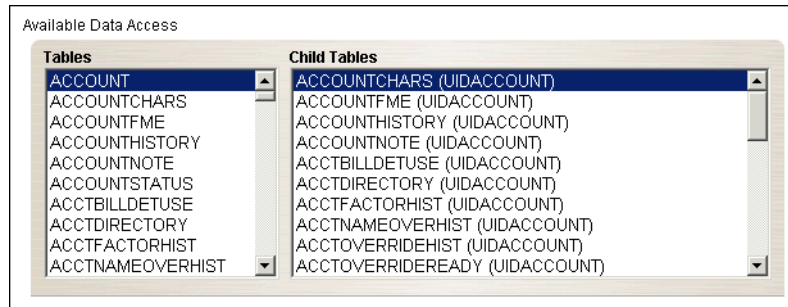 Available Data Access
Tables
ACCOUNT
ACCOUNTCHARS
ACCOUNTFME
ACCOUNTHISTORY
ACCOUNTNOTE
ACCOUNTSTATUS
ACCTBILLDETUSE
ACCTDIRECTORY
ACCTFACTORHIST
ACCTNAMEOVERHIST
Child Tables
ACCOUNTCHARS (UIDACCOUNT)
ACCOUNTFME (UIDACCOUNT)
ACCOUNTHISTORY (UIDACCOUNT)
ACCOUNTNOTE (UIDACCOUNT)
ACCTBILLDETUSE (UIDACCOUNT)
ACCTDIRECTORY (UIDACCOUNT)
ACCTFACTORHIST (UIDACCOUNT)
ACCTNAMEOVERHIST (UIDACCOUNT)
ACCTOVERRIDEHIST (UIDACCOUNT)
ACCTOVERRIDEREADY (UIDACCOUNT)